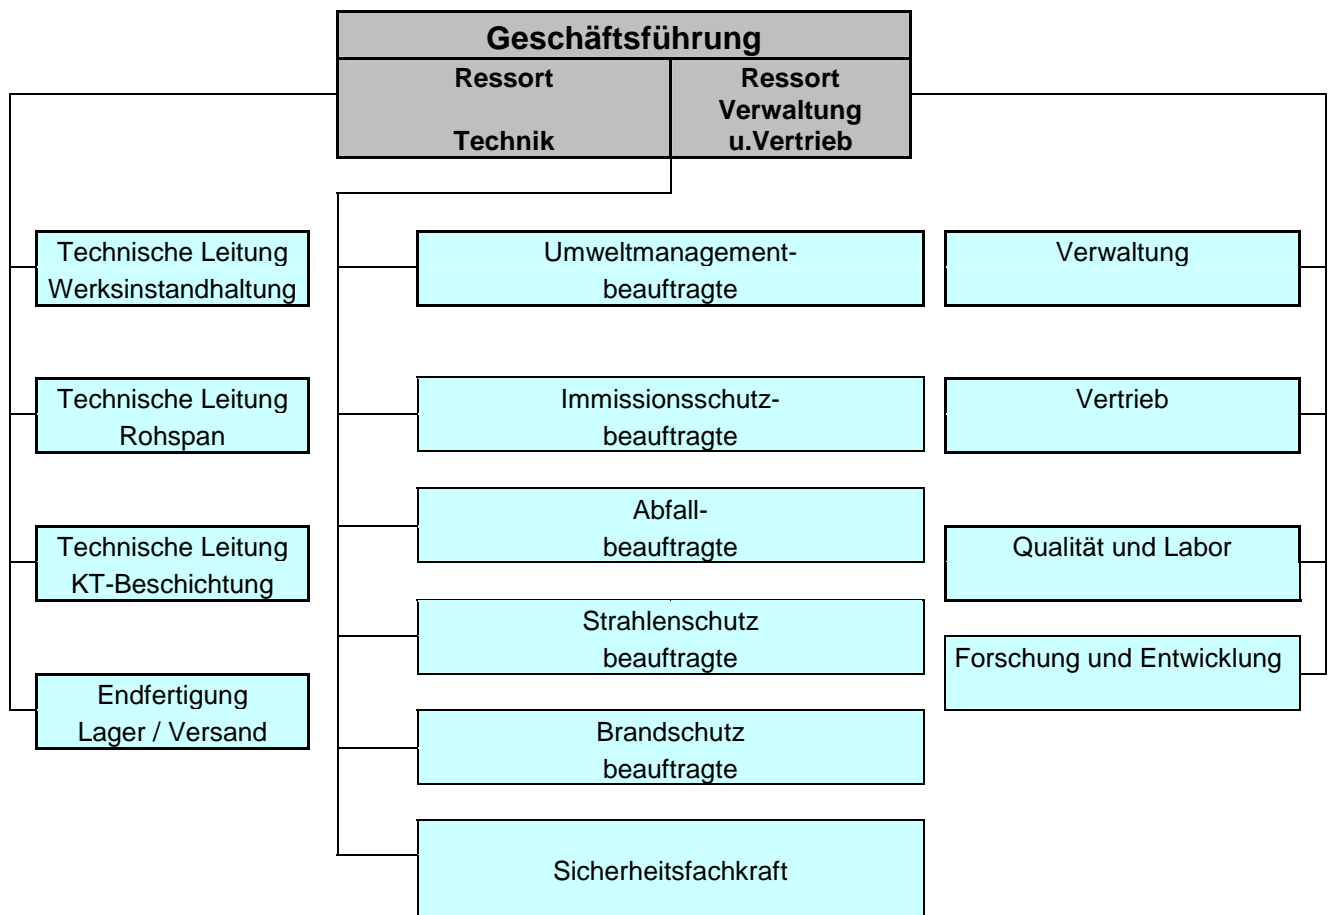 Geschäftsführung
Ressort
Technik
Ressort
Verwaltung
u.Vertrieb
Technische Leitung
Werksinstandhaltung
Technische Leitung
Rohspan
Technische Leitung
KT-Beschichtung
Endfertigung
Lager / Versand
Umweltmanagement-
beauftragte
Immissionsschutz-
beauftragte
Abfall-
beauftragte
Strahlenschutz
beauftragte
Brandschutz
beauftragte
Sicherheitsfachkraft
Verwaltung
Vertrieb
Qualität und Labor
Forschung und Entwicklung